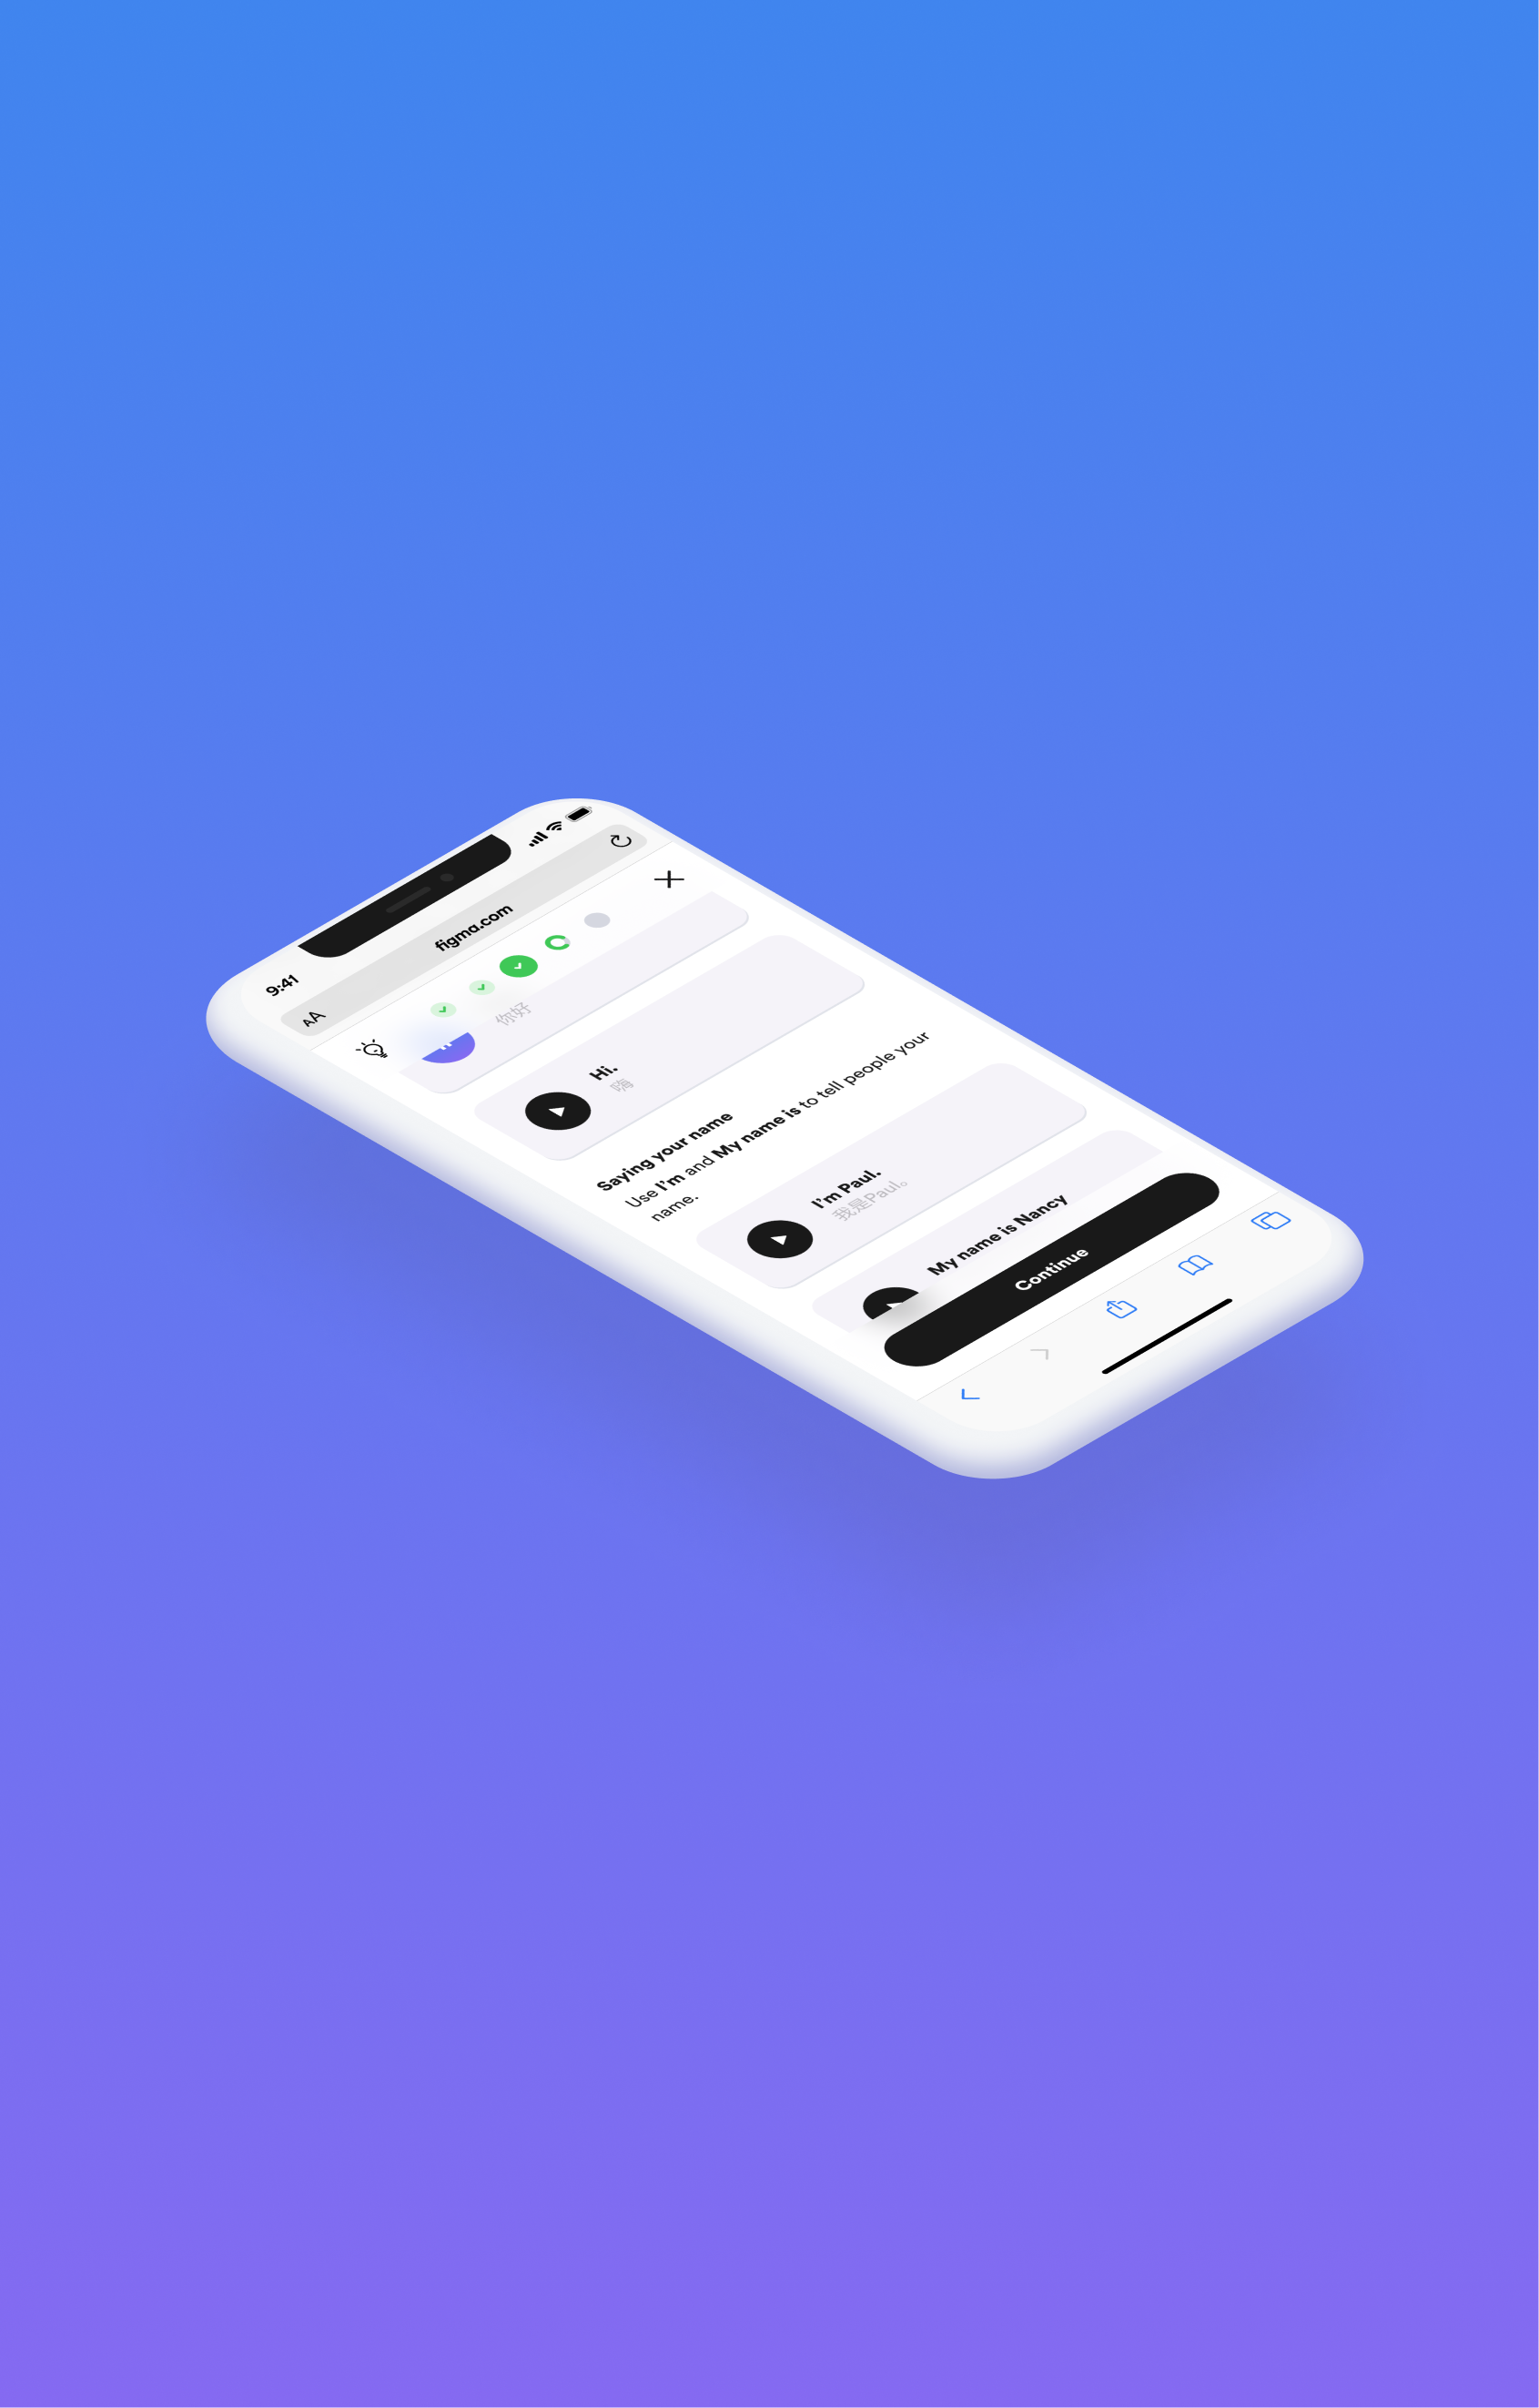 9:41
AA figma.com
你好
Hi.
嗨
Saying your name
Use I’m and My name is to tell people your
name.
I’m Paul.
我是Paul。
My name is Nancy
Continue